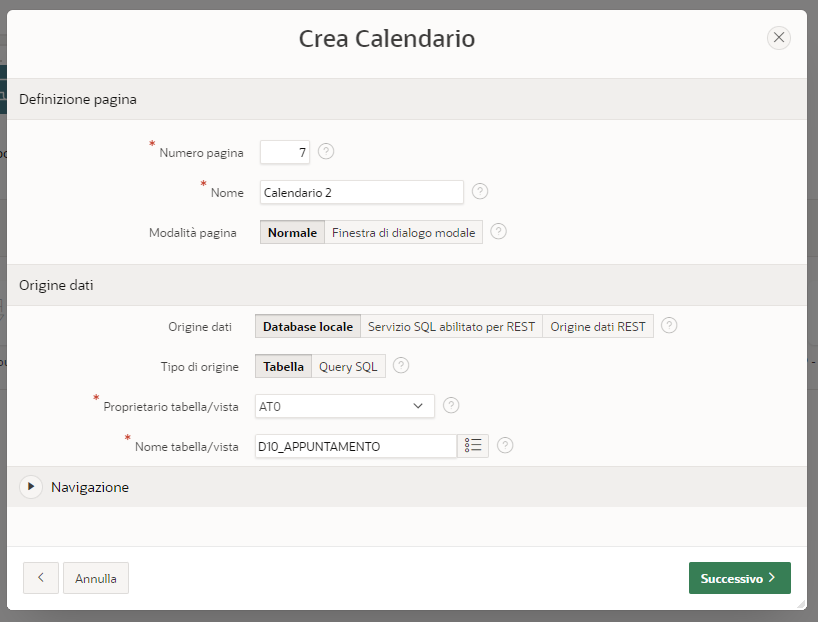 Crea Calendario
Definizione pagina
* Numero pagina 7 ?
* Nome Calendario 2 ?
Modalità pagina Normale Finestra di dialogo modale ?
Origine dati
Origine dati Database locale Servizio SQL abilitato per REST Origine dati REST ?
Tipo di origine Tabella Query SQL ?
* Proprietario tabella/vista AT0 ?
* Nome tabella/vista D10_APPUNTAMENTO ?
Navigazione
Annulla Successivo